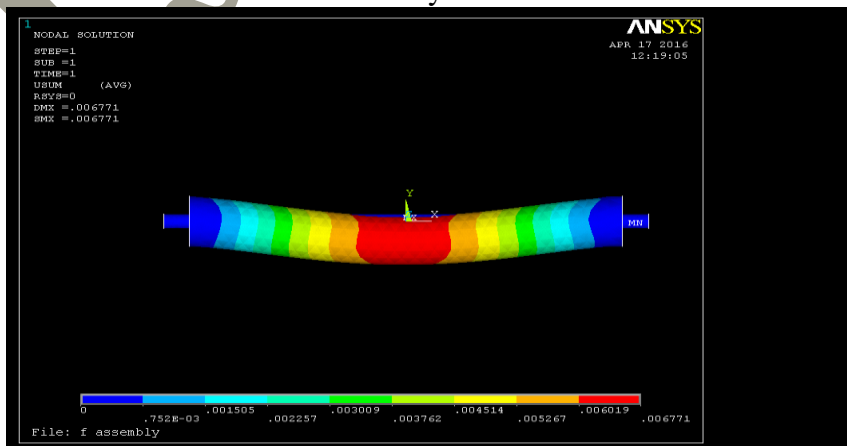 1
NODAL SOLUTION
ANSYS
APR 17 2016
12:19:05
STEP=1
SUB =1
TIME=1
USUM (AVG)
RSYS=0
DMX =.006771
SMX =.006771
Y
X
MN
0 .001505 .003009 .004514 .006019
.752E-03 .002257 .003762 .005267 .006771
File: f assembly